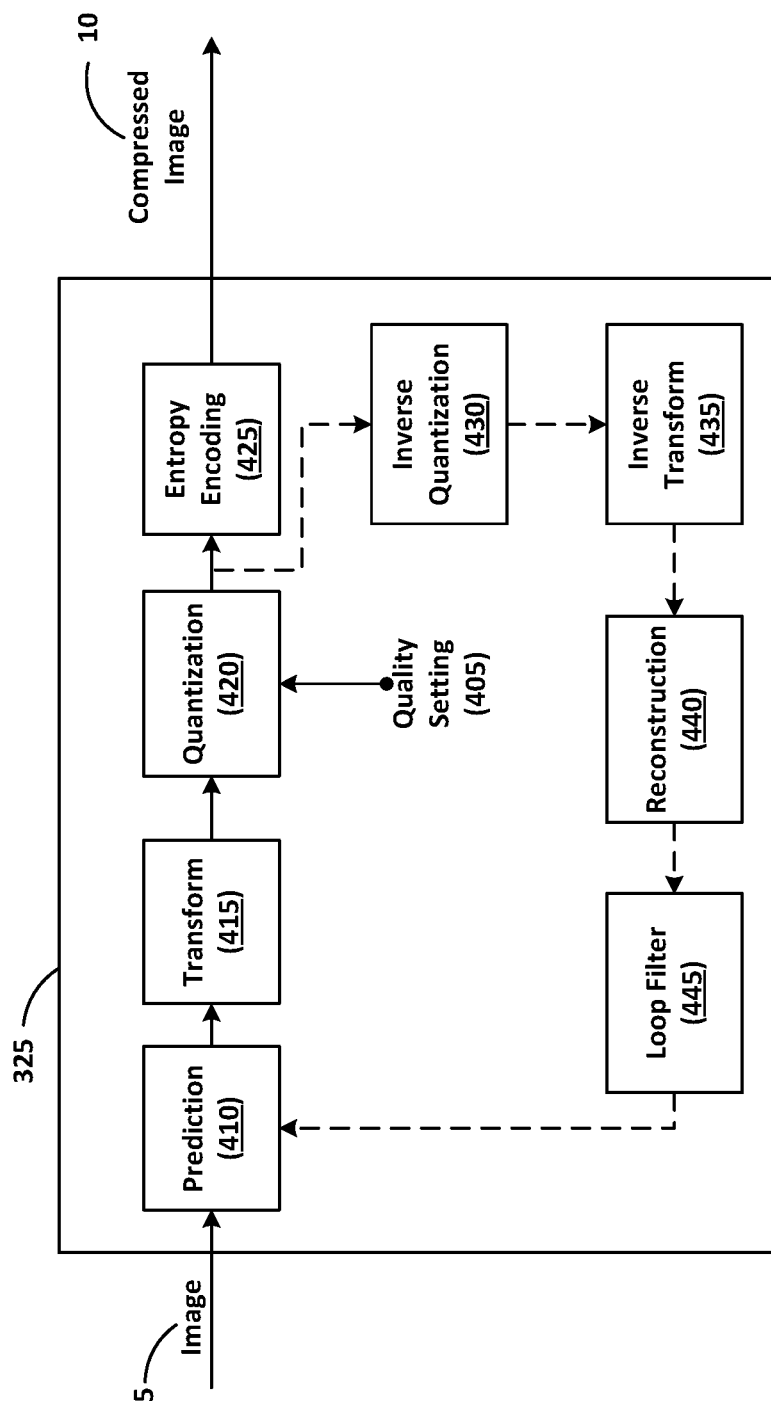 5
Image
325
Prediction
(410)
Transform
(415)
Quantization
(420)
Entropy
Encoding
(425)
Compressed
Image
10
Quality
Setting
(405)
Inverse
Quantization
(430)
Inverse
Transform
(435)
Reconstruction
(440)
Loop Filter
(445)